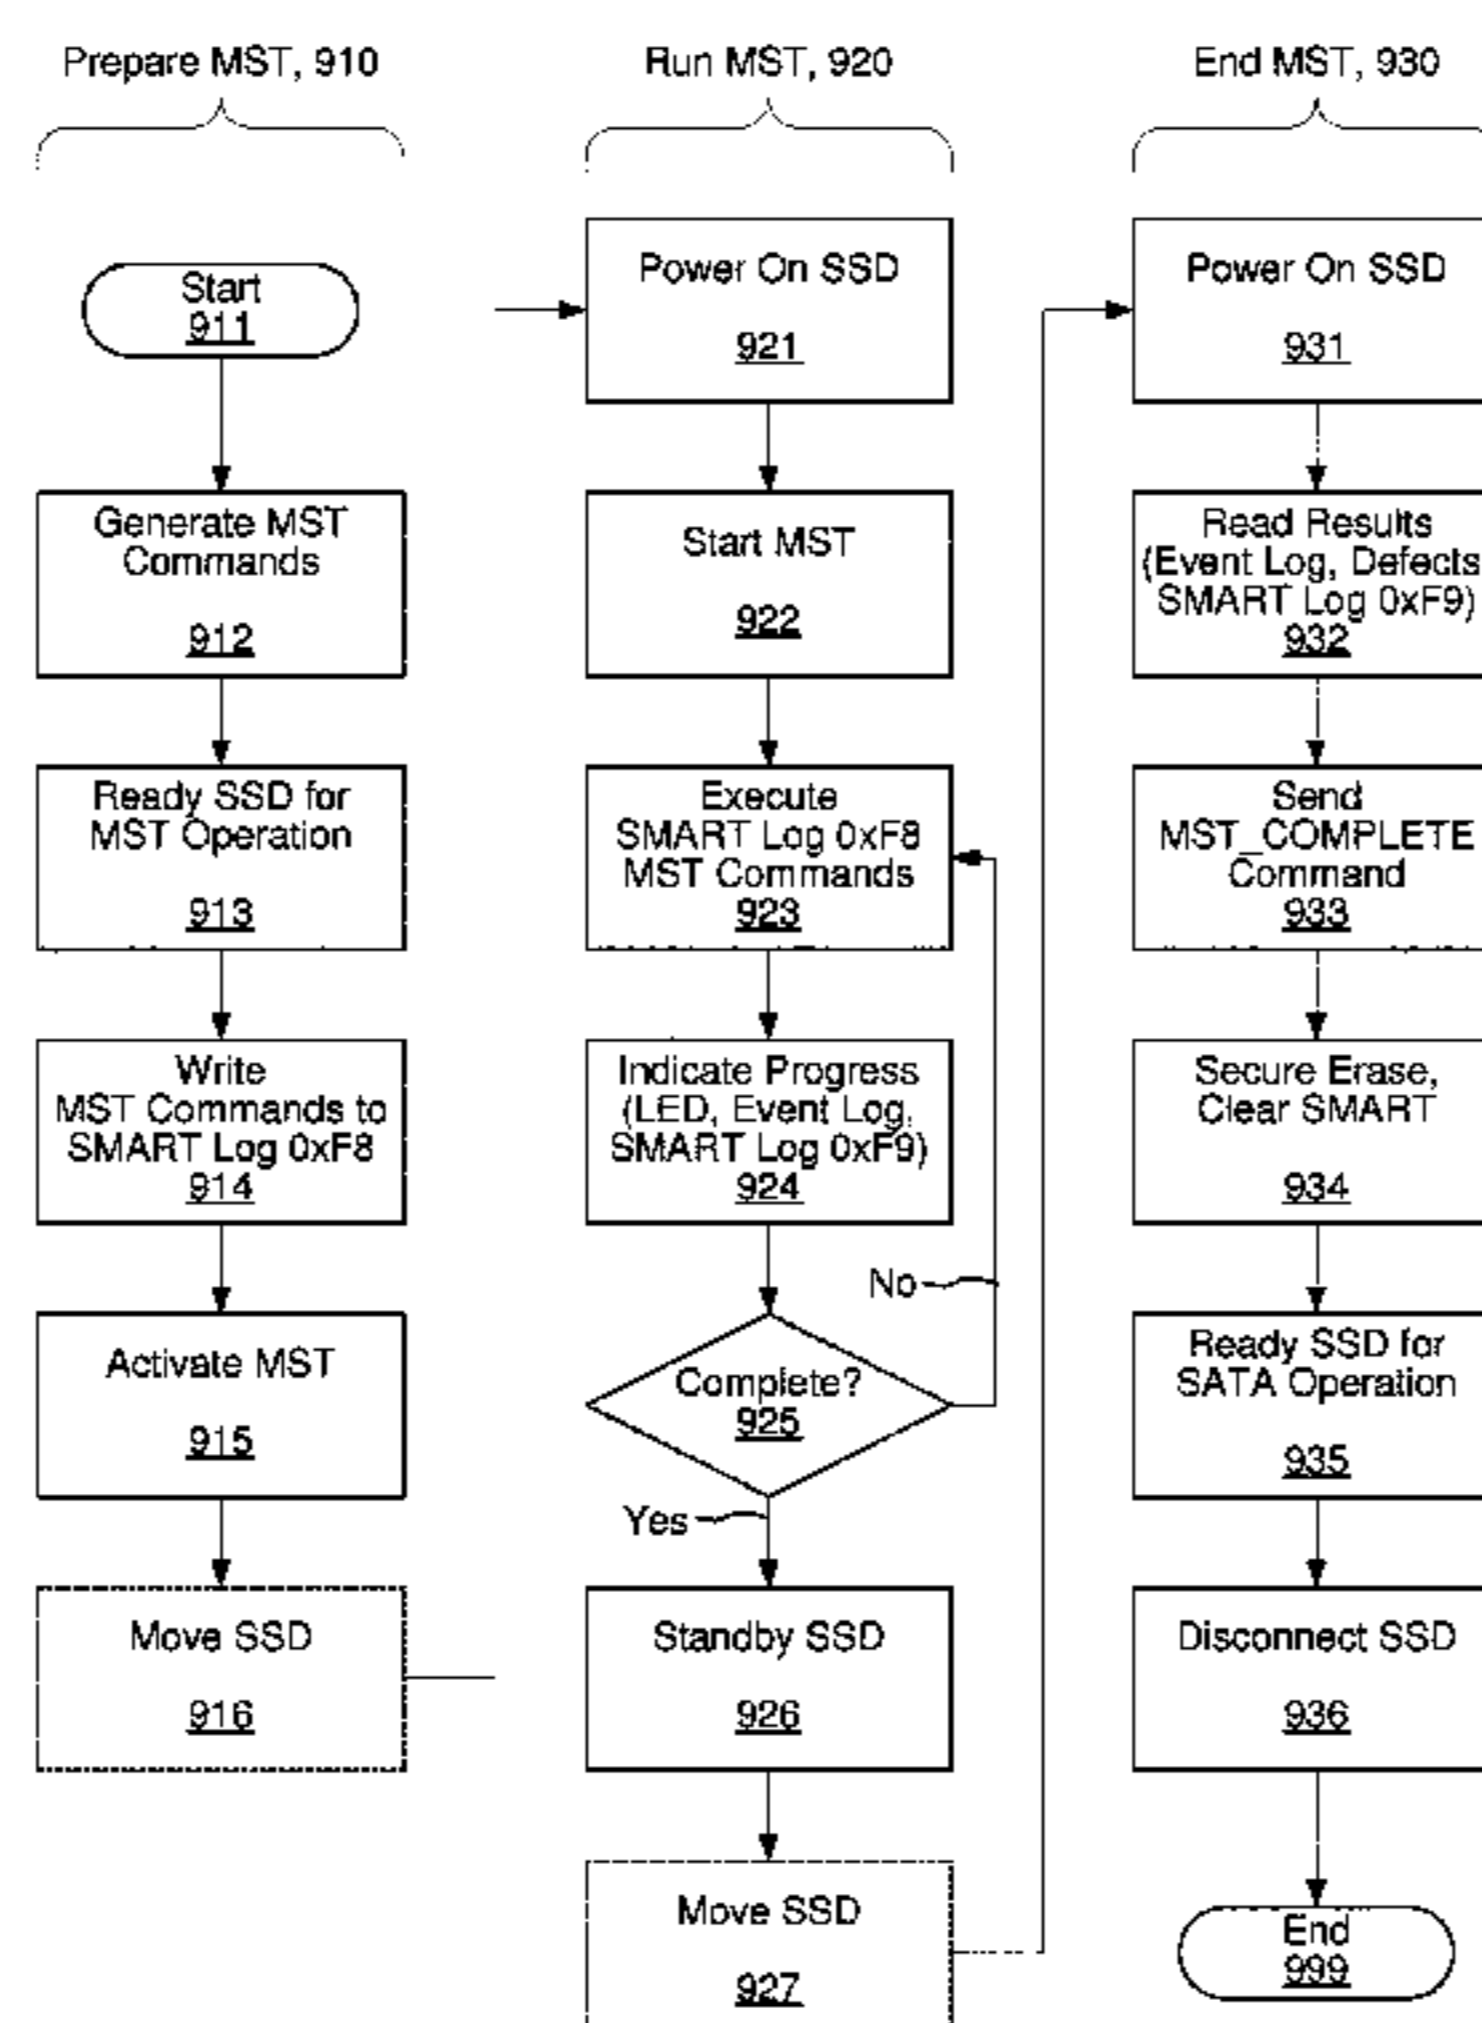 Prepare MST, 910
Start
911
Generate MST
Commands
912
Ready SSD for
MST Operation
913
Write
MST Commands to
SMART Log 0xF8
914
Activate MST
915
Move SSD
916
Run MST, 920
Power On SSD
921
Start MST
922
Execute
SMART Log 0xF8
MST Commands
923
Indicate Progress
(LED, Event Log,
SMART Log 0xF9)
924
No
Complete?
925
Yes
Standby SSD
926
Move SSD
927
End MST, 930
Power On SSD
931
Read Results
(Event Log, Defects
SMART Log 0xF9)
932
Send
MST_COMPLETE
Command
933
Secure Erase,
Clear SMART
934
Ready SSD for
SATA Operation
935
Disconnect SSD
936
End
999